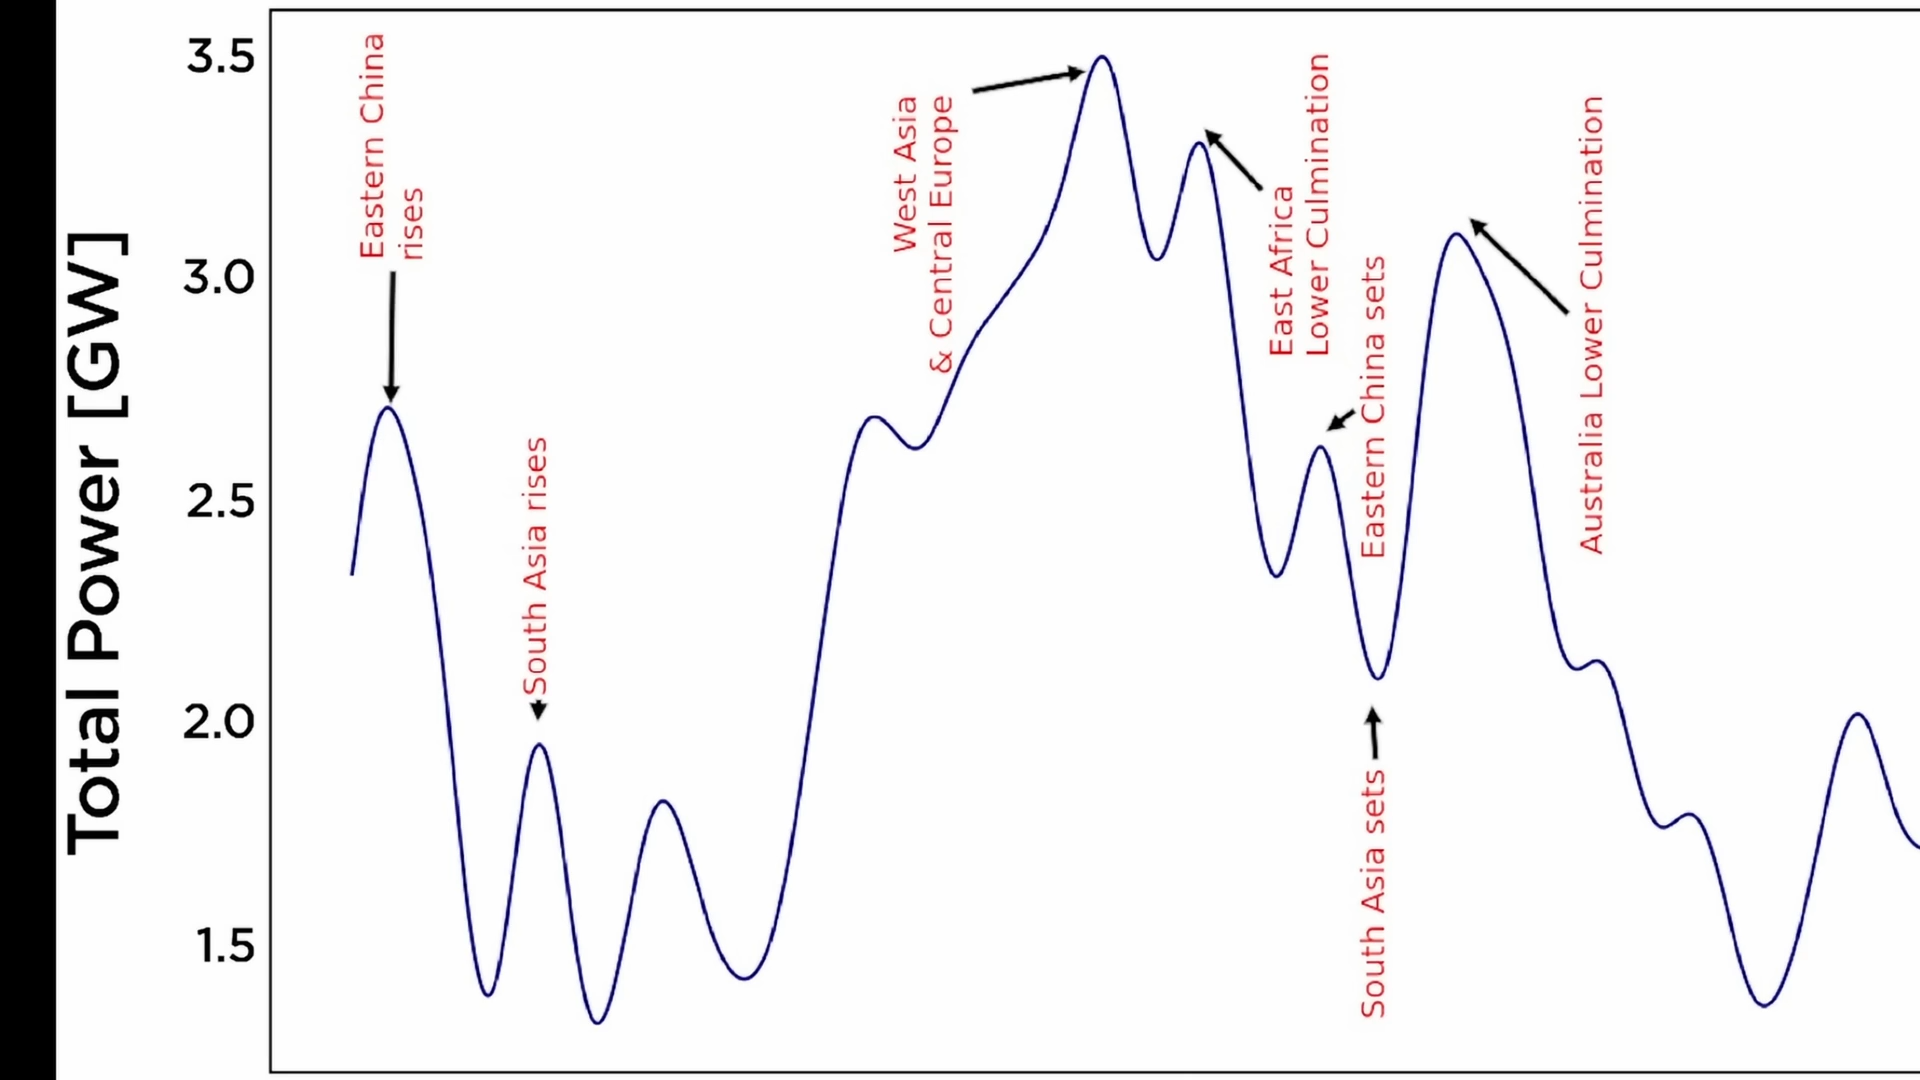 Total Power [GW]
3.5
3.0
2.5
2.0
1.5
Eastern China
rises
South Asia rises
West Asia
& Central Europe
East Africa
Lower Culmination
Eastern China sets
South Asia sets
Australia Lower Culmination